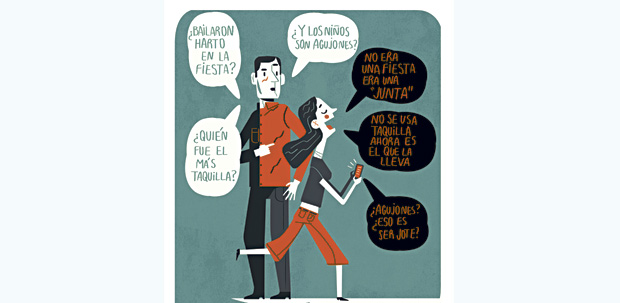 ¿BAILARON
HARTO
EN LA
FIESTA?
¿Y LOS NIÑOS
SON AGUJONES?
NO ERA
UNA FIESTA
ERA UNA
"JUNTA"
¿QUIÉN
FUE EL
MÁS
TAQUILLA?
NO SE USA
TAQUILLA
AHORA ES
EL QUE LA
LLEVA
¿AGUJONES?
¿ESO ES
SER JOTE?